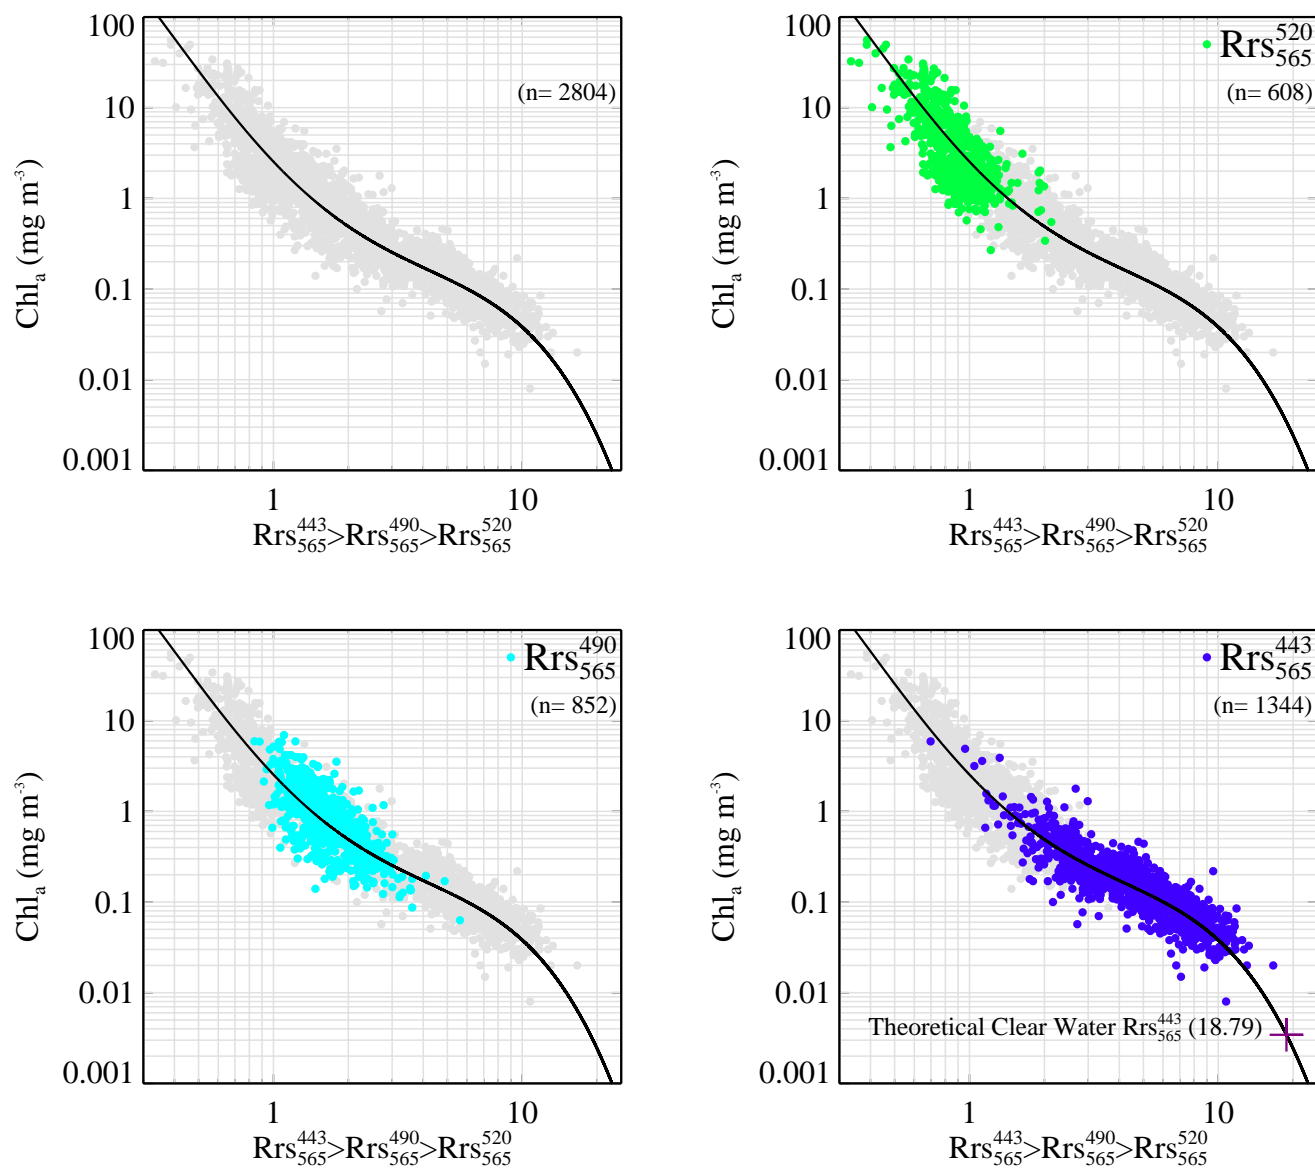 100
10
1
0.1
0.01
0.001
Chlₐ (mg m⁻³)
(n= 2804)
1 10
Rrs⁴⁴³₅₆₅>Rrs⁴⁹⁰₅₆₅>Rrs⁵²⁰₅₆₅
100
10
1
0.1
0.01
0.001
Chlₐ (mg m⁻³)
Rrs⁵²⁰₅₆₅
(n= 608)
1 10
Rrs⁴⁴³₅₆₅>Rrs⁴⁹⁰₅₆₅>Rrs⁵²⁰₅₆₅
100
10
1
0.1
0.01
0.001
Chlₐ (mg m⁻³)
Rrs⁴⁹⁰₅₆₅
(n= 852)
1 10
Rrs⁴⁴³₅₆₅>Rrs⁴⁹⁰₅₆₅>Rrs⁵²⁰₅₆₅
100
10
1
0.1
0.01
0.001
Chlₐ (mg m⁻³)
Rrs⁴⁴³₅₆₅
(n= 1344)
Theoretical Clear Water Rrs⁴⁴³₅₆₅ (18.79)
1 10
Rrs⁴⁴³₅₆₅>Rrs⁴⁹⁰₅₆₅>Rrs⁵²⁰₅₆₅